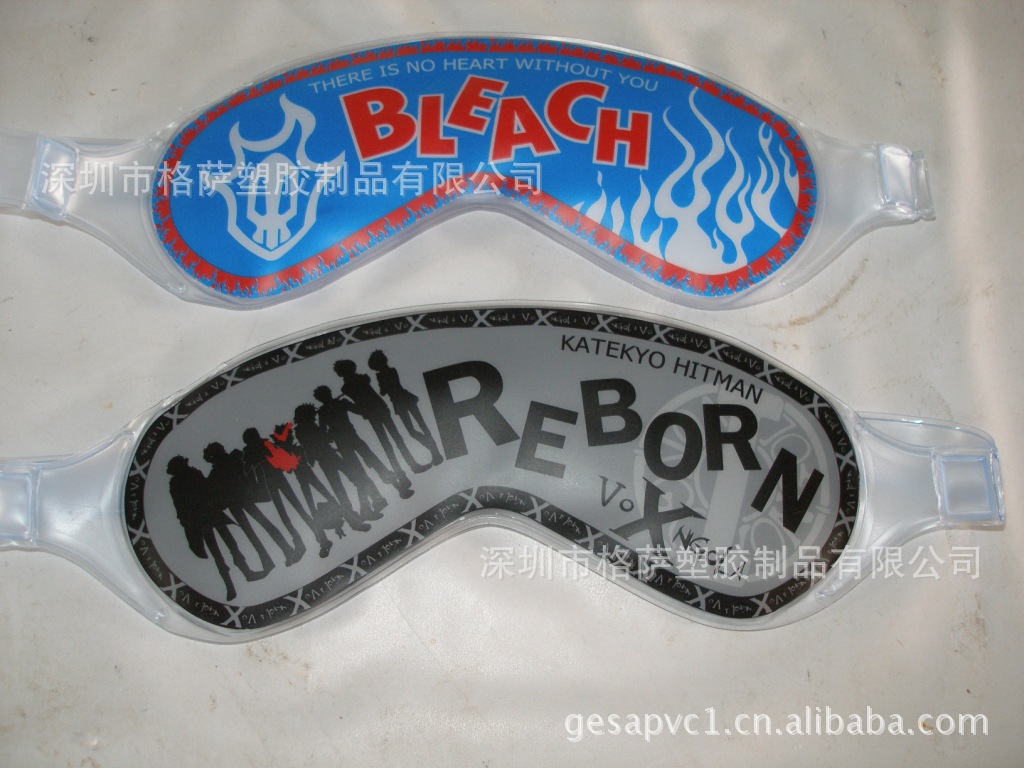 THERE IS NO HEART WITHOUT YOU
BLEACH
深圳市格萨塑胶制品有限公司
KATEKYO HITMAN
REBORN
深圳市格萨塑胶制品有限公司
gesapvc1.cn.alibaba.com